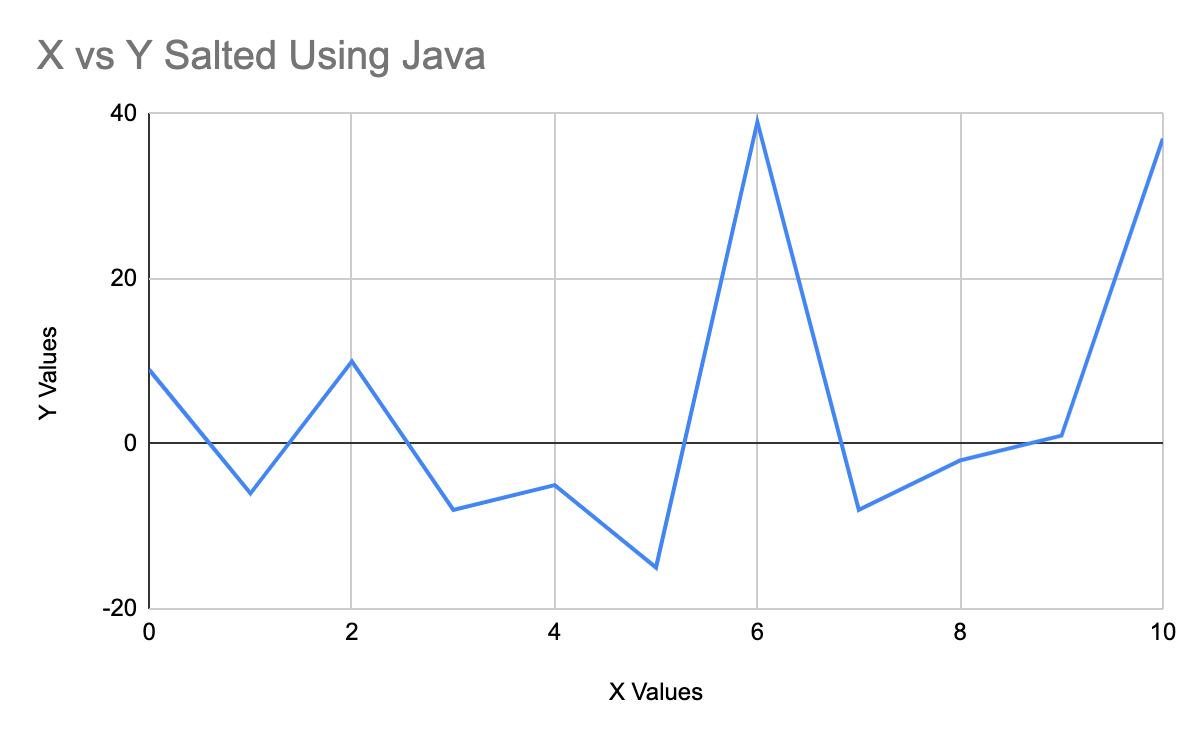 X vs Y Salted Using Java
40
20
0
-20
Y Values
0 2 4 6 8 10
X Values